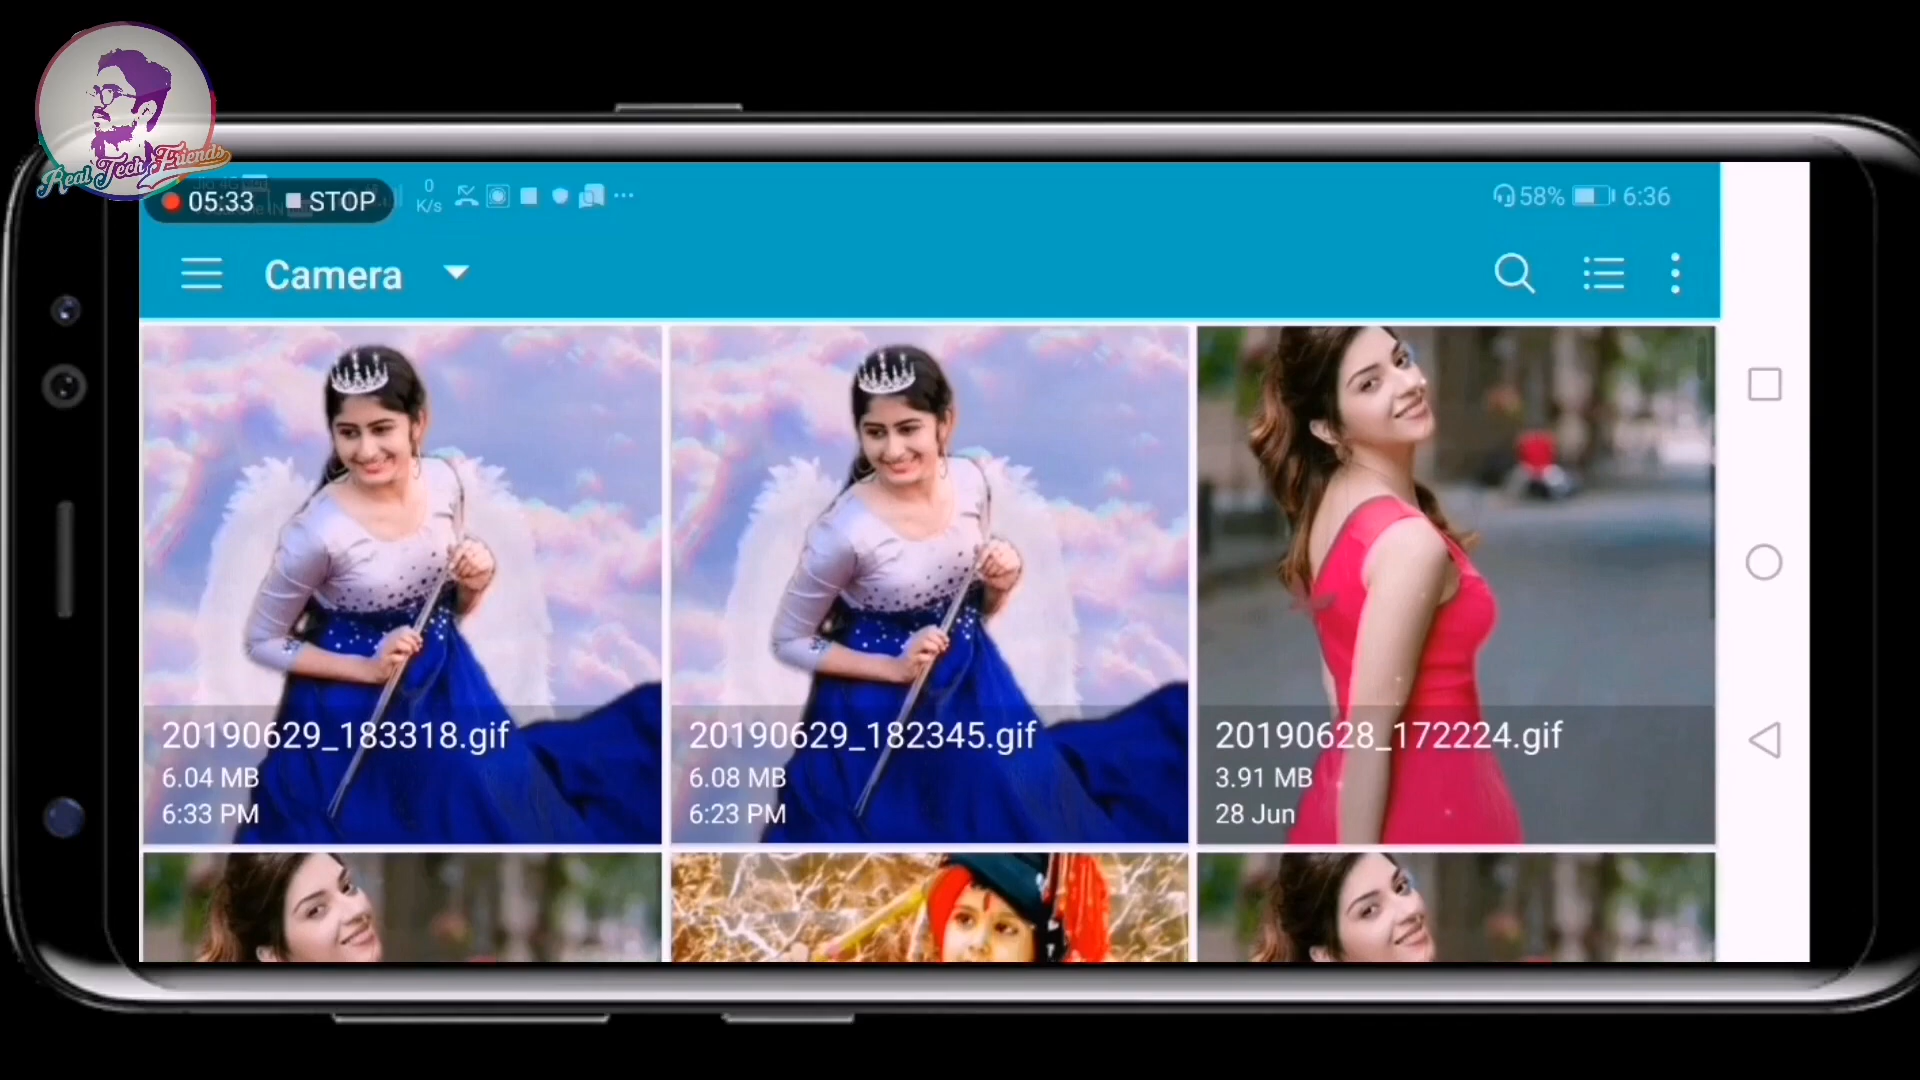 Real Tech Friends
05:33 STOP
0
K/s
58% 6:36
Camera
20190629_183318.gif
6.04 MB
6:33 PM
20190629_182345.gif
6.08 MB
6:23 PM
20190628_172224.gif
3.91 MB
28 Jun